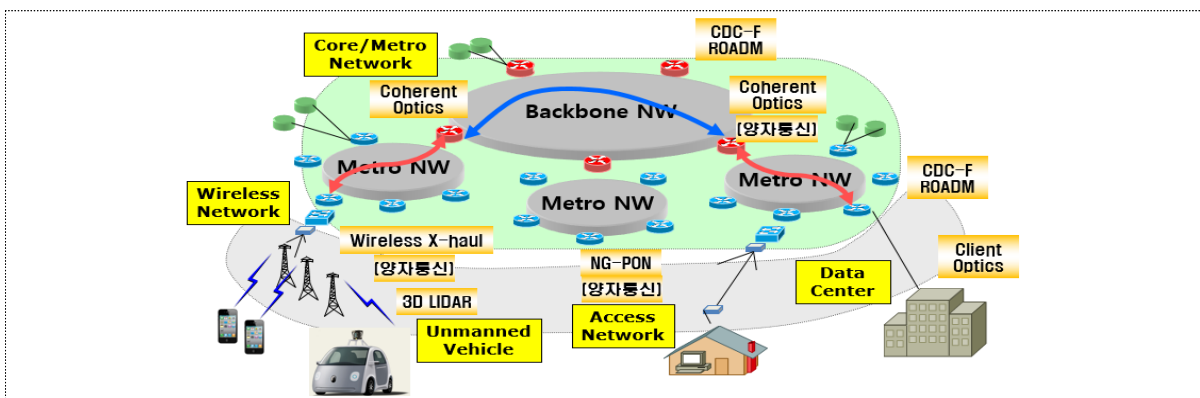 CDC-F
ROADM
Core/Metro
Network
Coherent
Optics
Backbone NW
Coherent
Optics
[양자통신]
Metro NW
Metro NW
Metro NW
CDC-F
ROADM
Wireless
Network
Wireless X-haul
[양자통신]
NG-PON
[양자통신]
Client
Optics
Data
Center
3D LIDAR
Unmanned
Vehicle
Access
Network